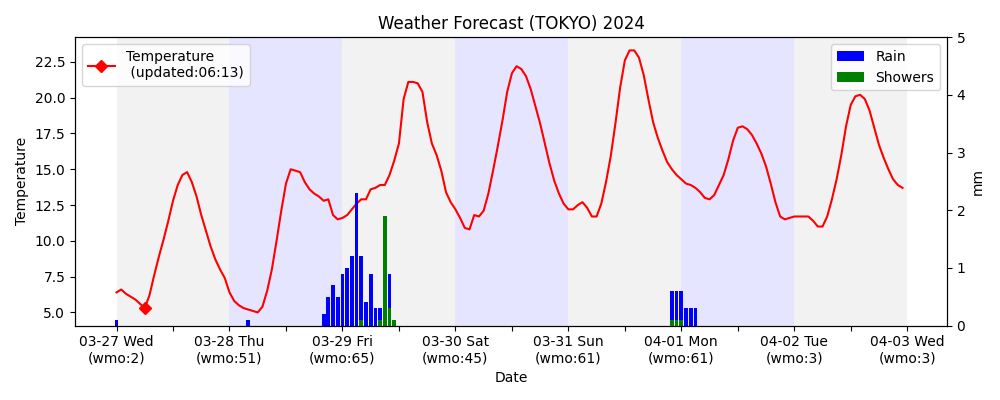 Weather Forecast (TOKYO) 2024
Temperature
(updated:06:13)
Rain
Showers
22.5
20.0
17.5
15.0
12.5
10.0
7.5
5.0
Temperature
5
4
3
2
1
0
mm
03-27 Wed
(wmo:2)
03-28 Thu
(wmo:51)
03-29 Fri
(wmo:65)
03-30 Sat
(wmo:45)
03-31 Sun
(wmo:61)
04-01 Mon
(wmo:61)
04-02 Tue
(wmo:3)
04-03 Wed
(wmo:3)
Date